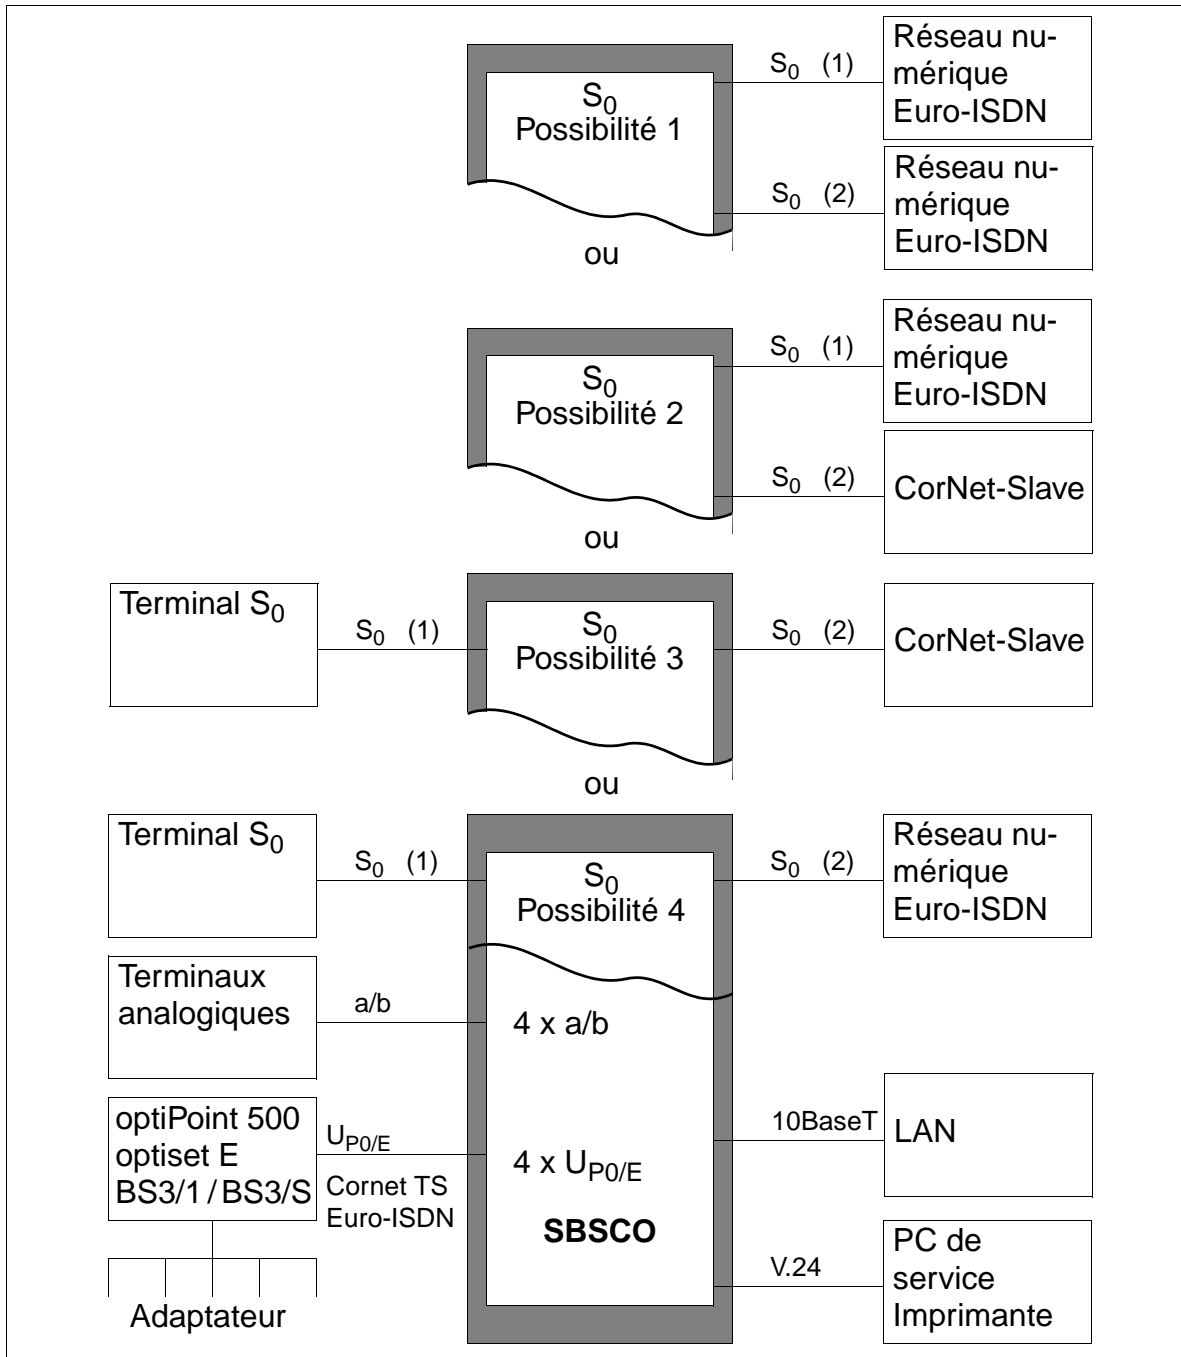 S0 (1)
Réseau nu-
mérique
Euro-ISDN
S0
Possibilité 1
S0 (2)
Réseau nu-
mérique
Euro-ISDN
ou
S0 (1)
Réseau nu-
mérique
Euro-ISDN
S0
Possibilité 2
S0 (2)
CorNet-Slave
ou
Terminal S0
S0 (1)
S0
Possibilité 3
S0 (2)
CorNet-Slave
ou
Terminal S0
S0 (1)
S0
Possibilité 4
S0 (2)
Réseau nu-
mérique
Euro-ISDN
Terminaux
analogiques
a/b
4 x a/b
optiPoint 500
optiset E
BS3/1 / BS3/S
UP0/E
Cornet TS
Euro-ISDN
4 x UP0/E
SBSCO
10BaseT
LAN
V.24
PC de
service
Imprimante
Adaptateur